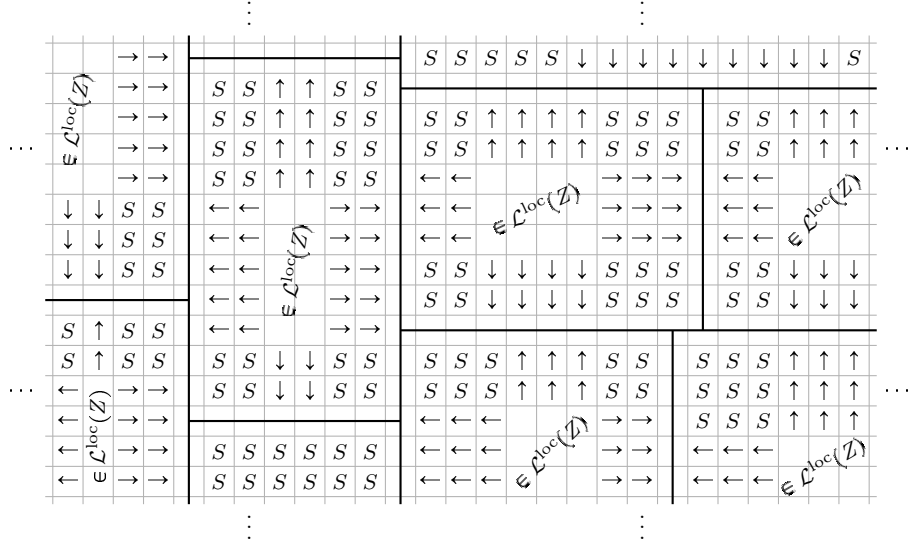 ⋮ ⋮
→ → S S S S S ↓ ↓ ↓ ↓ ↓ ↓ ↓ ↓ ↓ S
→ → S S ↑ ↑ S S
∈ 𝓛^loc(Z) → → S S ↑ ↑ S S S S ↑ ↑ ↑ ↑ S S S S S ↑ ↑ ↑
⋯ → → S S ↑ ↑ S S S S ↑ ↑ ↑ ↑ S S S S S ↑ ↑ ↑ ⋯
→ → S S ↑ ↑ S S ← ← → → → ← ←
↓ ↓ S S ← ← → → ← ← ∈ 𝓛^loc(Z) → → → ← ← ∈ 𝓛^loc(Z)
↓ ↓ S S ← ← → → ← ← → → → ← ←
↓ ↓ S S ← ← ∈ 𝓛^loc(Z) → → S S ↓ ↓ ↓ ↓ S S S S S ↓ ↓ ↓
← ← → → S S ↓ ↓ ↓ ↓ S S S S S ↓ ↓ ↓
S ↑ S S ← ← → →
S ↑ S S S S ↓ ↓ S S S S S ↑ ↑ ↑ S S S S S ↑ ↑ ↑
⋯ ← → → S S ↓ ↓ S S S S S ↑ ↑ ↑ S S S S S ↑ ↑ ↑ ⋯
← → → ← ← ← → → S S S ↑ ↑ ↑
← ∈ 𝓛^loc(Z) → → S S S S S S ← ← ← ∈ 𝓛^loc(Z) → → ← ← ←
← → → S S S S S S ← ← ← → → ← ← ← ∈ 𝓛^loc(Z)
⋮ ⋮